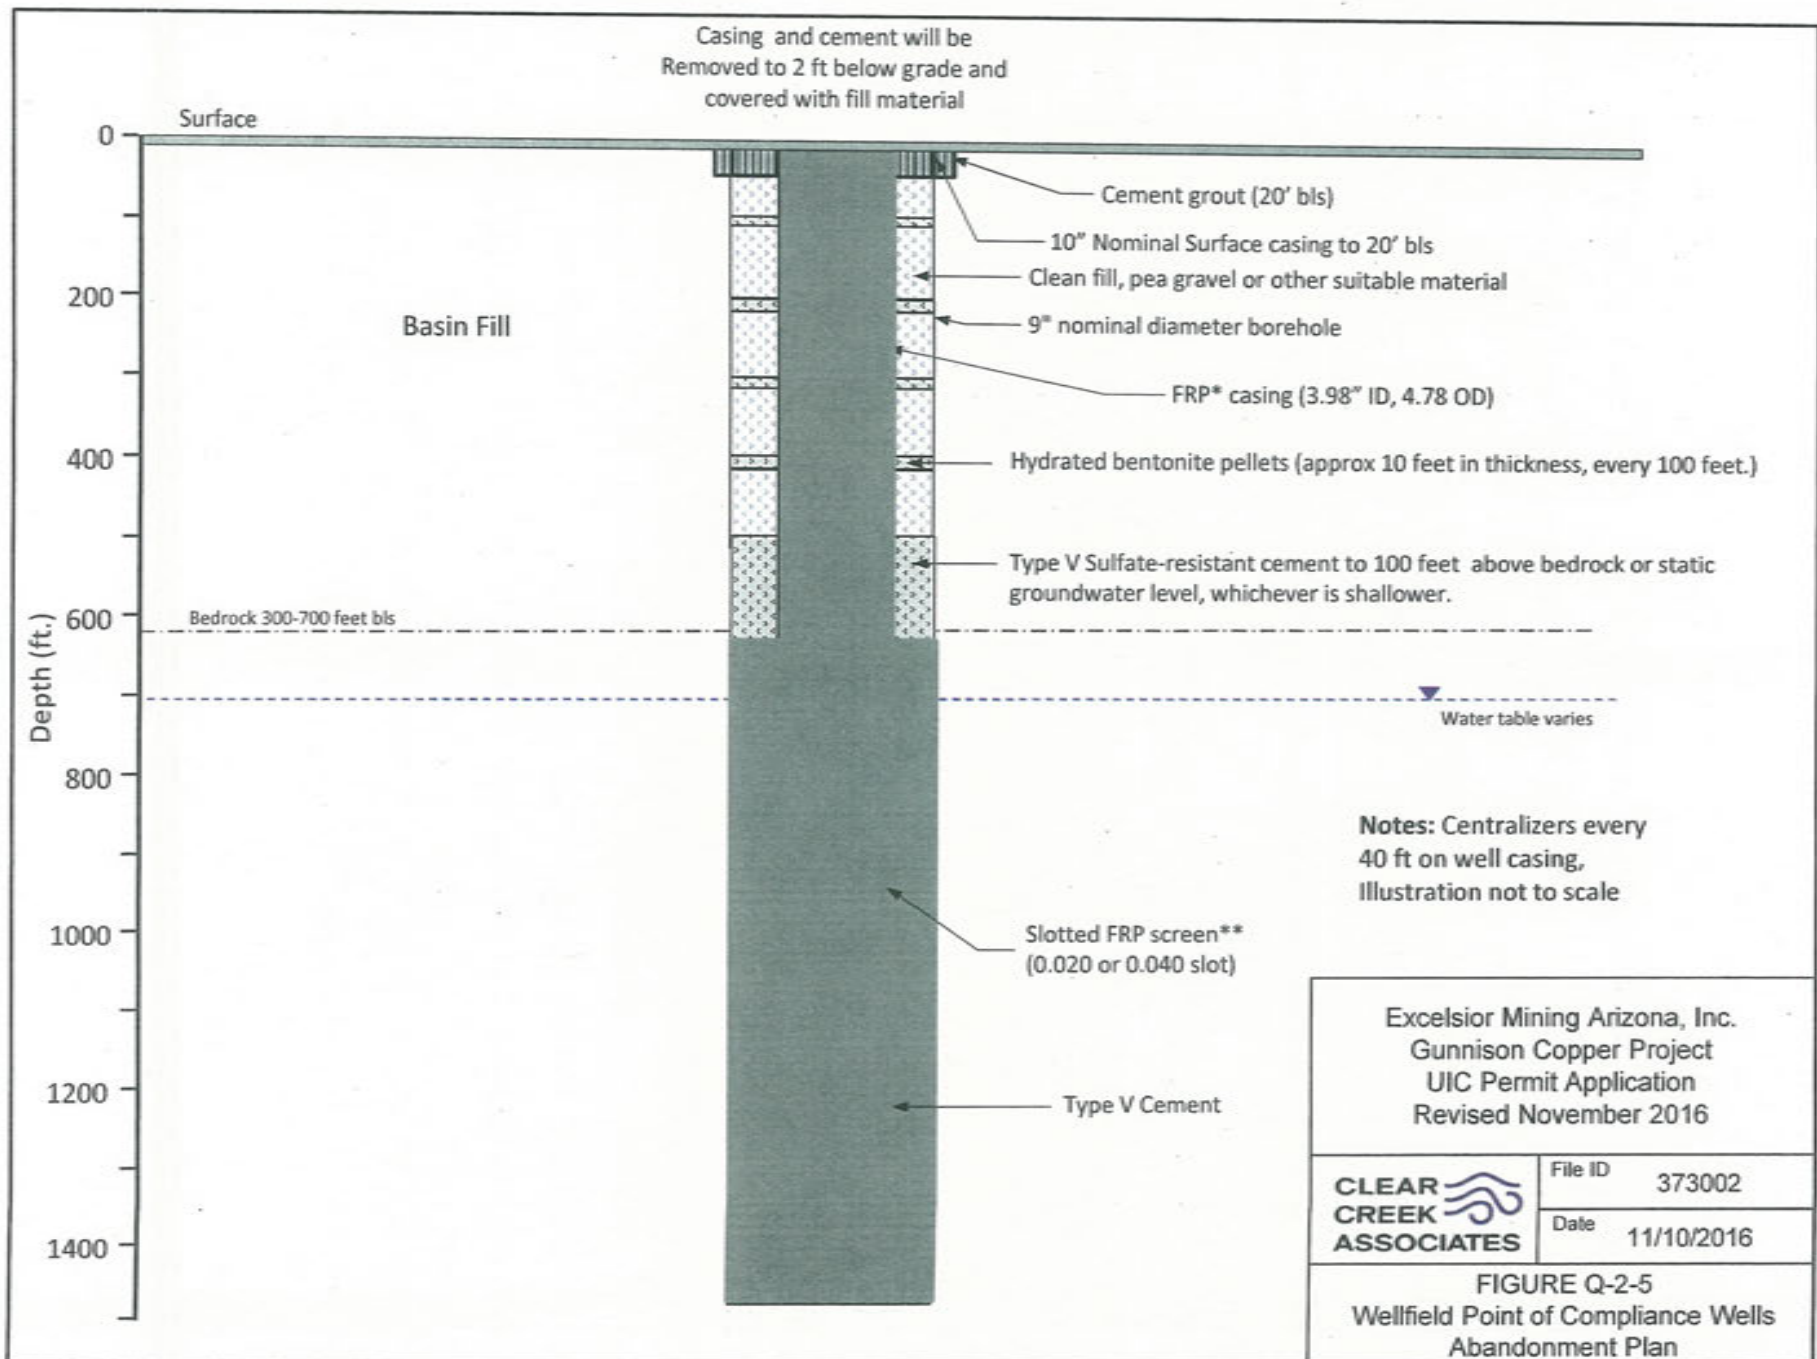 Casing and cement will be
Removed to 2 ft below grade and
covered with fill material
Surface
0
200
400
600
800
1000
1200
1400
Depth (ft.)
Basin Fill
Cement grout (20' bls)
10" Nominal Surface casing to 20' bls
Clean fill, pea gravel or other suitable material
9" nominal diameter borehole
FRP* casing (3.98" ID, 4.78 OD)
Hydrated bentonite pellets (approx 10 feet in thickness, every 100 feet.)
Type V Sulfate-resistant cement to 100 feet above bedrock or static
groundwater level, whichever is shallower.
Bedrock 300-700 feet bls
Water table varies
Notes: Centralizers every
40 ft on well casing,
Illustration not to scale
Slotted FRP screen**
(0.020 or 0.040 slot)
Type V Cement
Excelsior Mining Arizona, Inc.
Gunnison Copper Project
UIC Permit Application
Revised November 2016
CLEAR
CREEK
ASSOCIATES
File ID 373002
Date 11/10/2016
FIGURE Q-2-5
Wellfield Point of Compliance Wells
Abandonment Plan